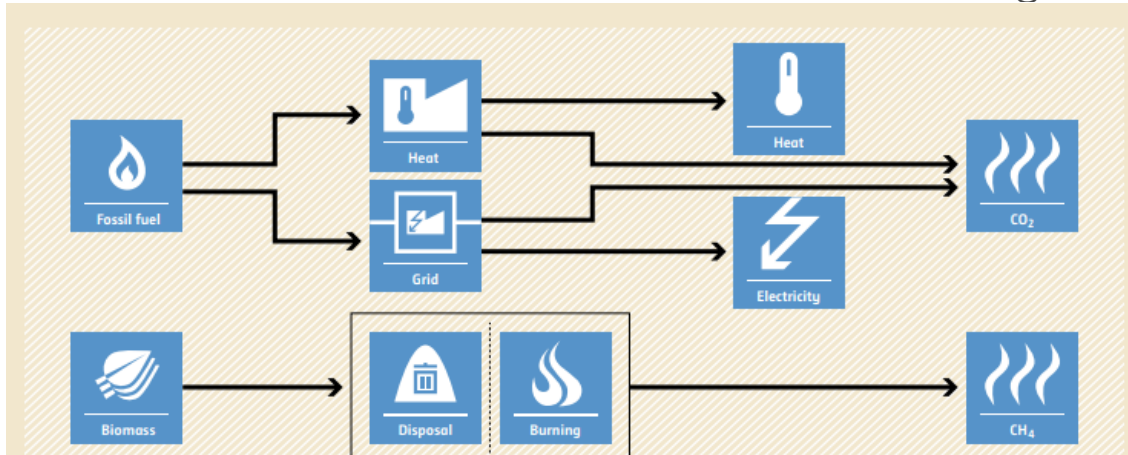 Heat
Heat
Fossil fuel
CO₂
Grid
Electricity
Biomass
Disposal
Burning
CH₄